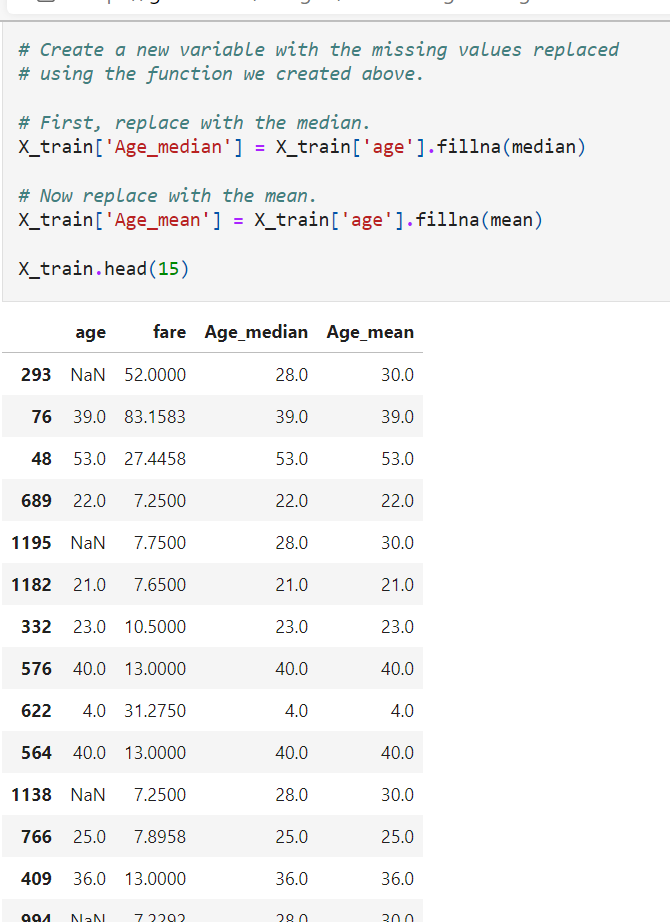 # Create a new variable with the missing values replaced
# using the function we created above.
# First, replace with the median.
X_train['Age_median'] = X_train['age'].fillna(median)
# Now replace with the mean.
X_train['Age_mean'] = X_train['age'].fillna(mean)
X_train.head(15)
age fare Age_median Age_mean
293 NaN 52.0000 28.0 30.0
76 39.0 83.1583 39.0 39.0
48 53.0 27.4458 53.0 53.0
689 22.0 7.2500 22.0 22.0
1195 NaN 7.7500 28.0 30.0
1182 21.0 7.6500 21.0 21.0
332 23.0 10.5000 23.0 23.0
576 40.0 13.0000 40.0 40.0
622 4.0 31.2750 4.0 4.0
564 40.0 13.0000 40.0 40.0
1138 NaN 7.2500 28.0 30.0
766 25.0 7.8958 25.0 25.0
409 36.0 13.0000 36.0 36.0
994 NaN 7.2292 28.0 30.0